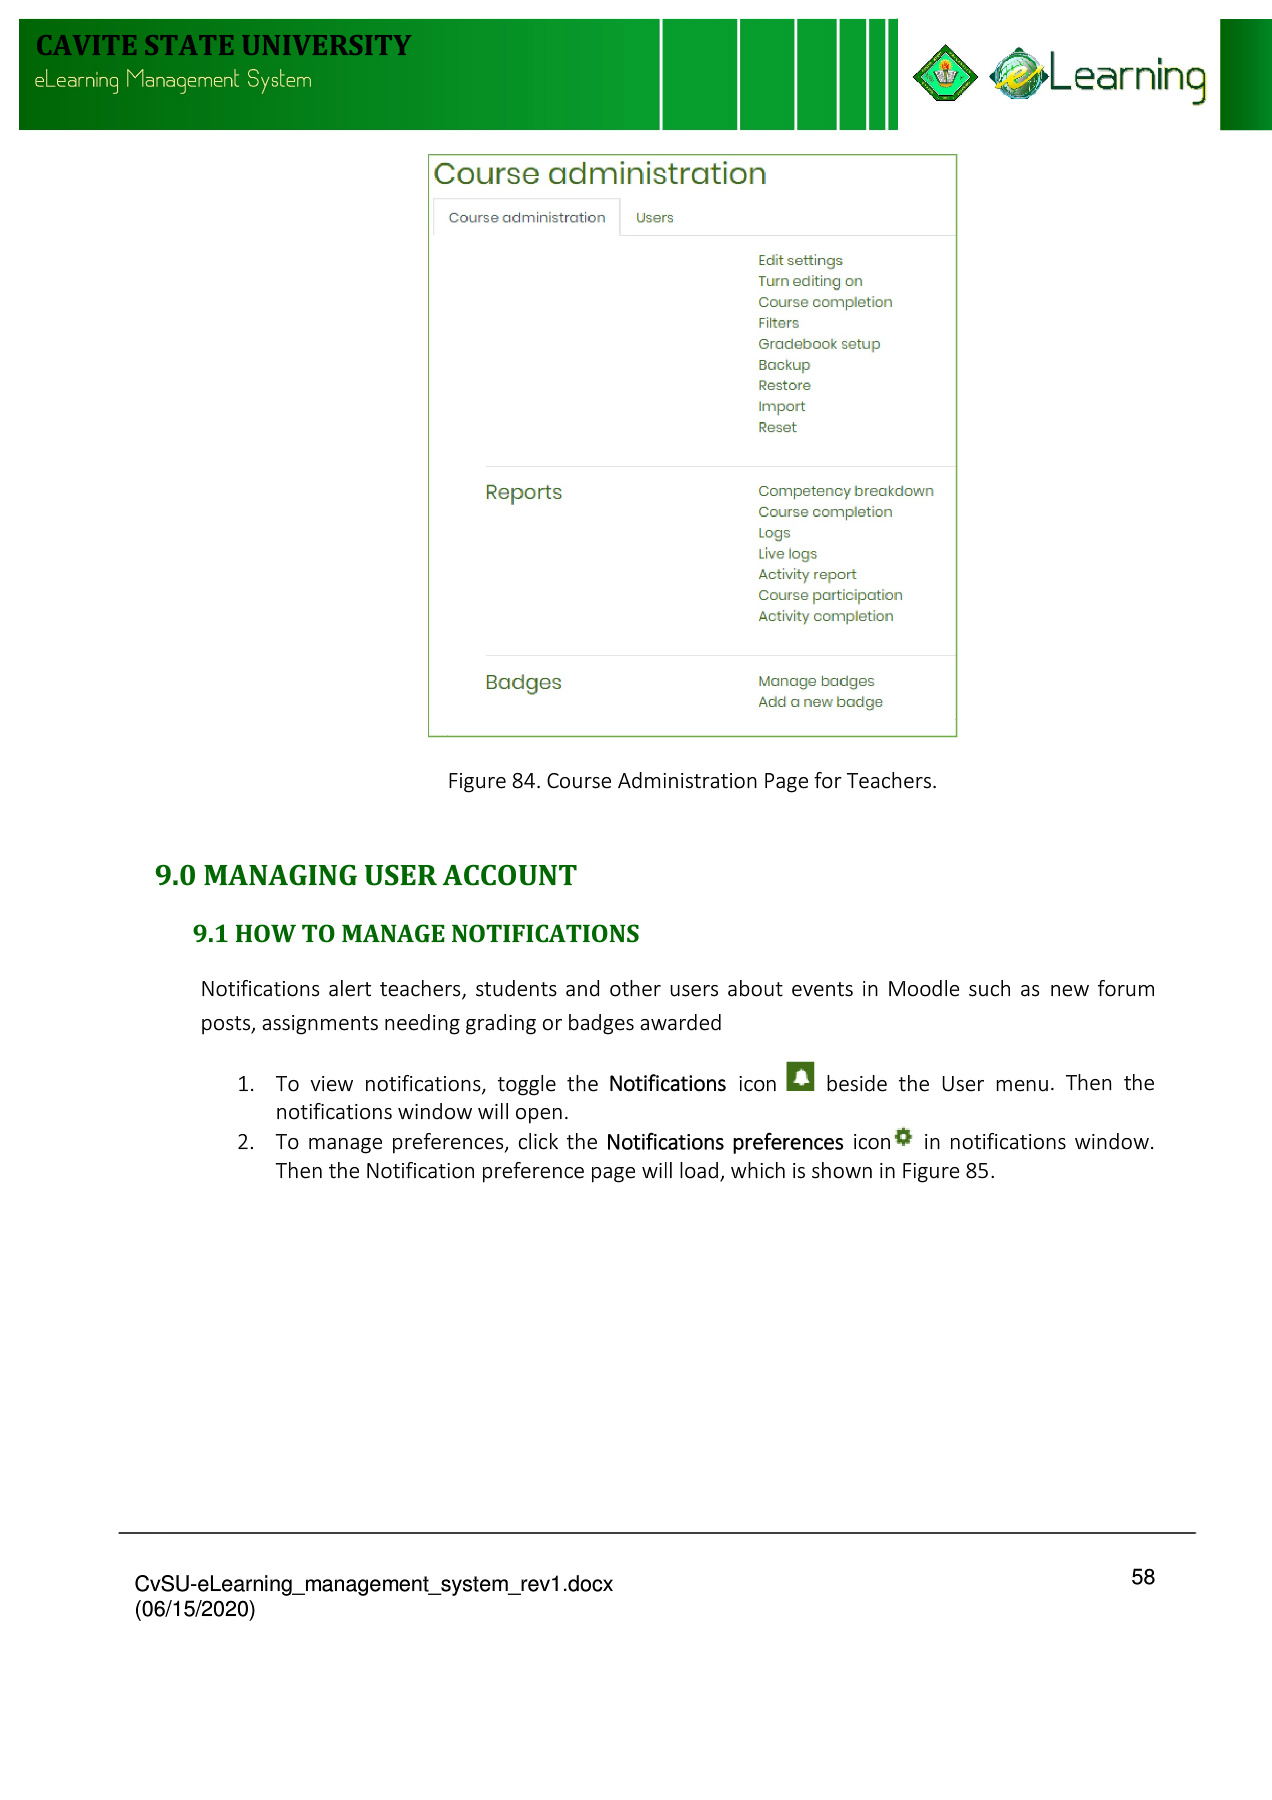 CAVITE STATE UNIVERSITY
eLearning Management System
eLearning
Course administration
Course administration Users
Edit settings
Turn editing on
Course completion
Filters
Gradebook setup
Backup
Restore
Import
Reset
Reports
Competency breakdown
Course completion
Logs
Live logs
Activity report
Course participation
Activity completion
Badges
Manage badges
Add a new badge
Figure 84. Course Administration Page for Teachers.
9.0 MANAGING USER ACCOUNT
9.1 HOW TO MANAGE NOTIFICATIONS
Notifications alert teachers, students and other users about events in Moodle such as new forum
posts, assignments needing grading or badges awarded
1. To view notifications, toggle the Notifications icon beside the User menu. Then the
notifications window will open.
2. To manage preferences, click the Notifications preferences icon in notifications window.
Then the Notification preference page will load, which is shown in Figure 85.
CvSU-eLearning_management_system_rev1.docx
(06/15/2020)
58